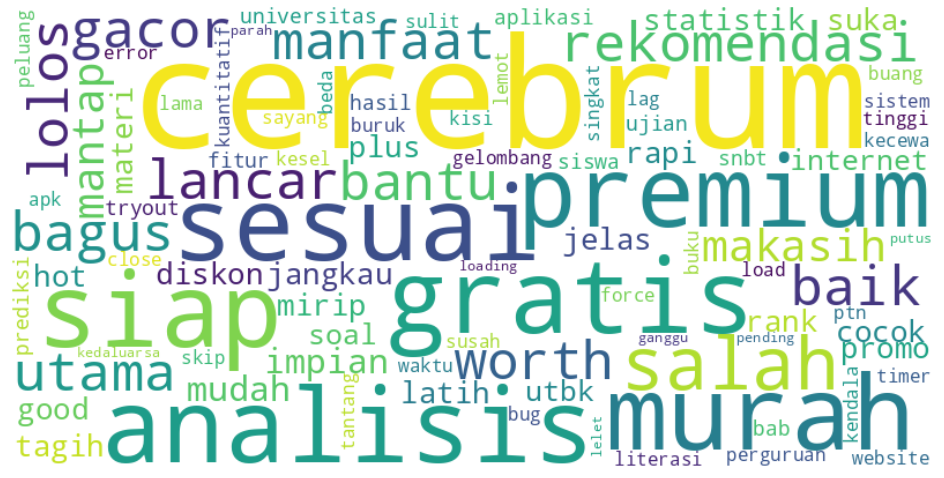 peluang
lolos
gacor
error
universitas
parah
kuantitatif
manfaat
sulit
aplikasi
rekomendasi
statistik
suka
cerebrum
lama
sayang
beda
hasil
buruk
kisi
lemot
singkat
lag
ujian
buang
sistem
tinggi
kecewa
mantap
materi
fitur
kesel
plus
gelombang
siswa
rapi
snbt
internet
apk
tryout
lancar
bantu
premium
bagus
sesuai
jelas
buku
makasih
putus
close
hot
diskon
jangkau
loading
load
baik
prediksi
siap
mirip
gratis
force
rank
ptn
cocok
kedaluarsa
skip
soal
impian
susah
waktu
worth
ganggu
pending
salah
promo
utama
mudah
tantang
latih
utbk
timer
kendala
good
analisis
bug
murah
bab
tagih
lelet
literasi
perguruan
website